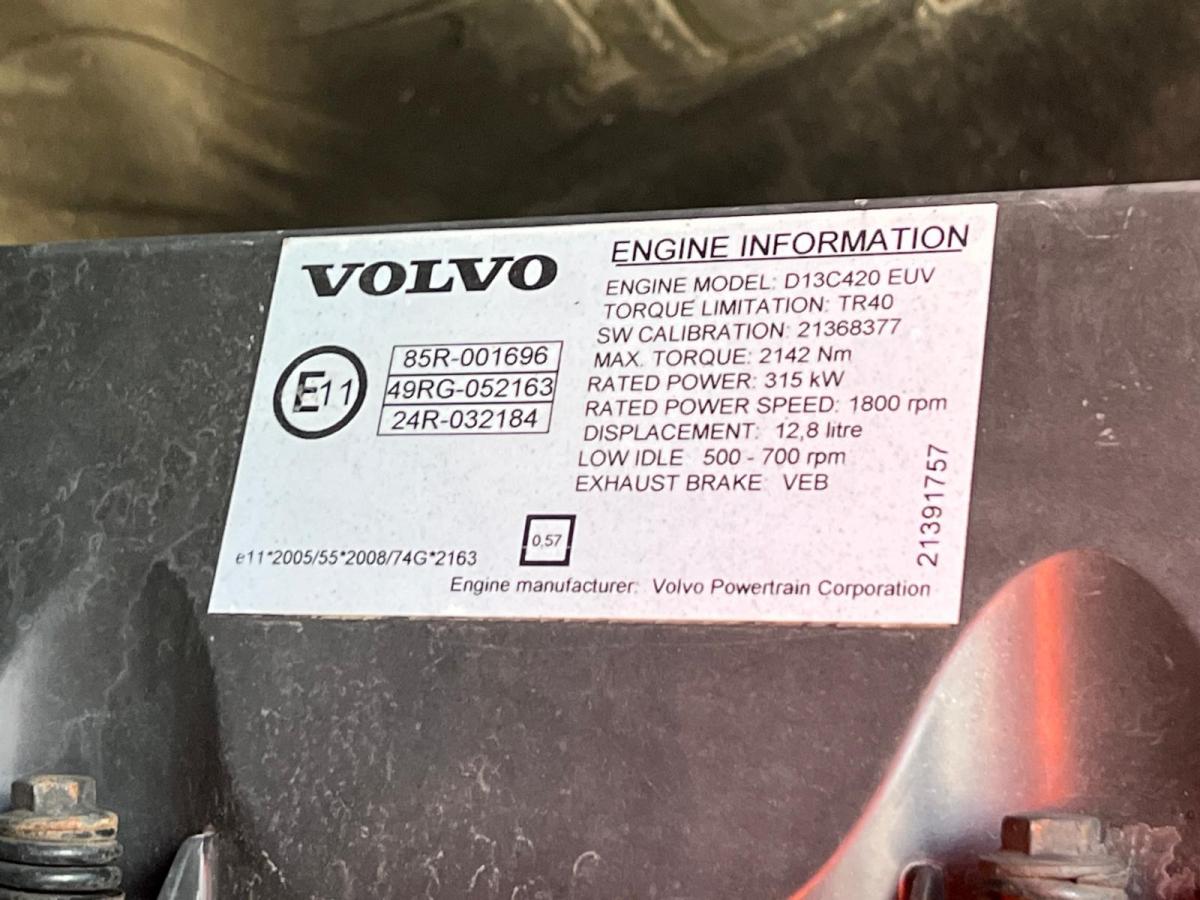 VOLVO
E11
85R-001696
49RG-052163
24R-032184
ENGINE INFORMATION
ENGINE MODEL: D13C420 EUV
TORQUE LIMITATION: TR40
SW CALIBRATION: 21368377
MAX. TORQUE: 2142 Nm
RATED POWER: 315 kW
RATED POWER SPEED: 1800 rpm
DISPLACEMENT: 12,8 litre
LOW IDLE 500 - 700 rpm
EXHAUST BRAKE: VEB
21391757
0,57
e11*2005/55*2008/74G*2163
Engine manufacturer: Volvo Powertrain Corporation